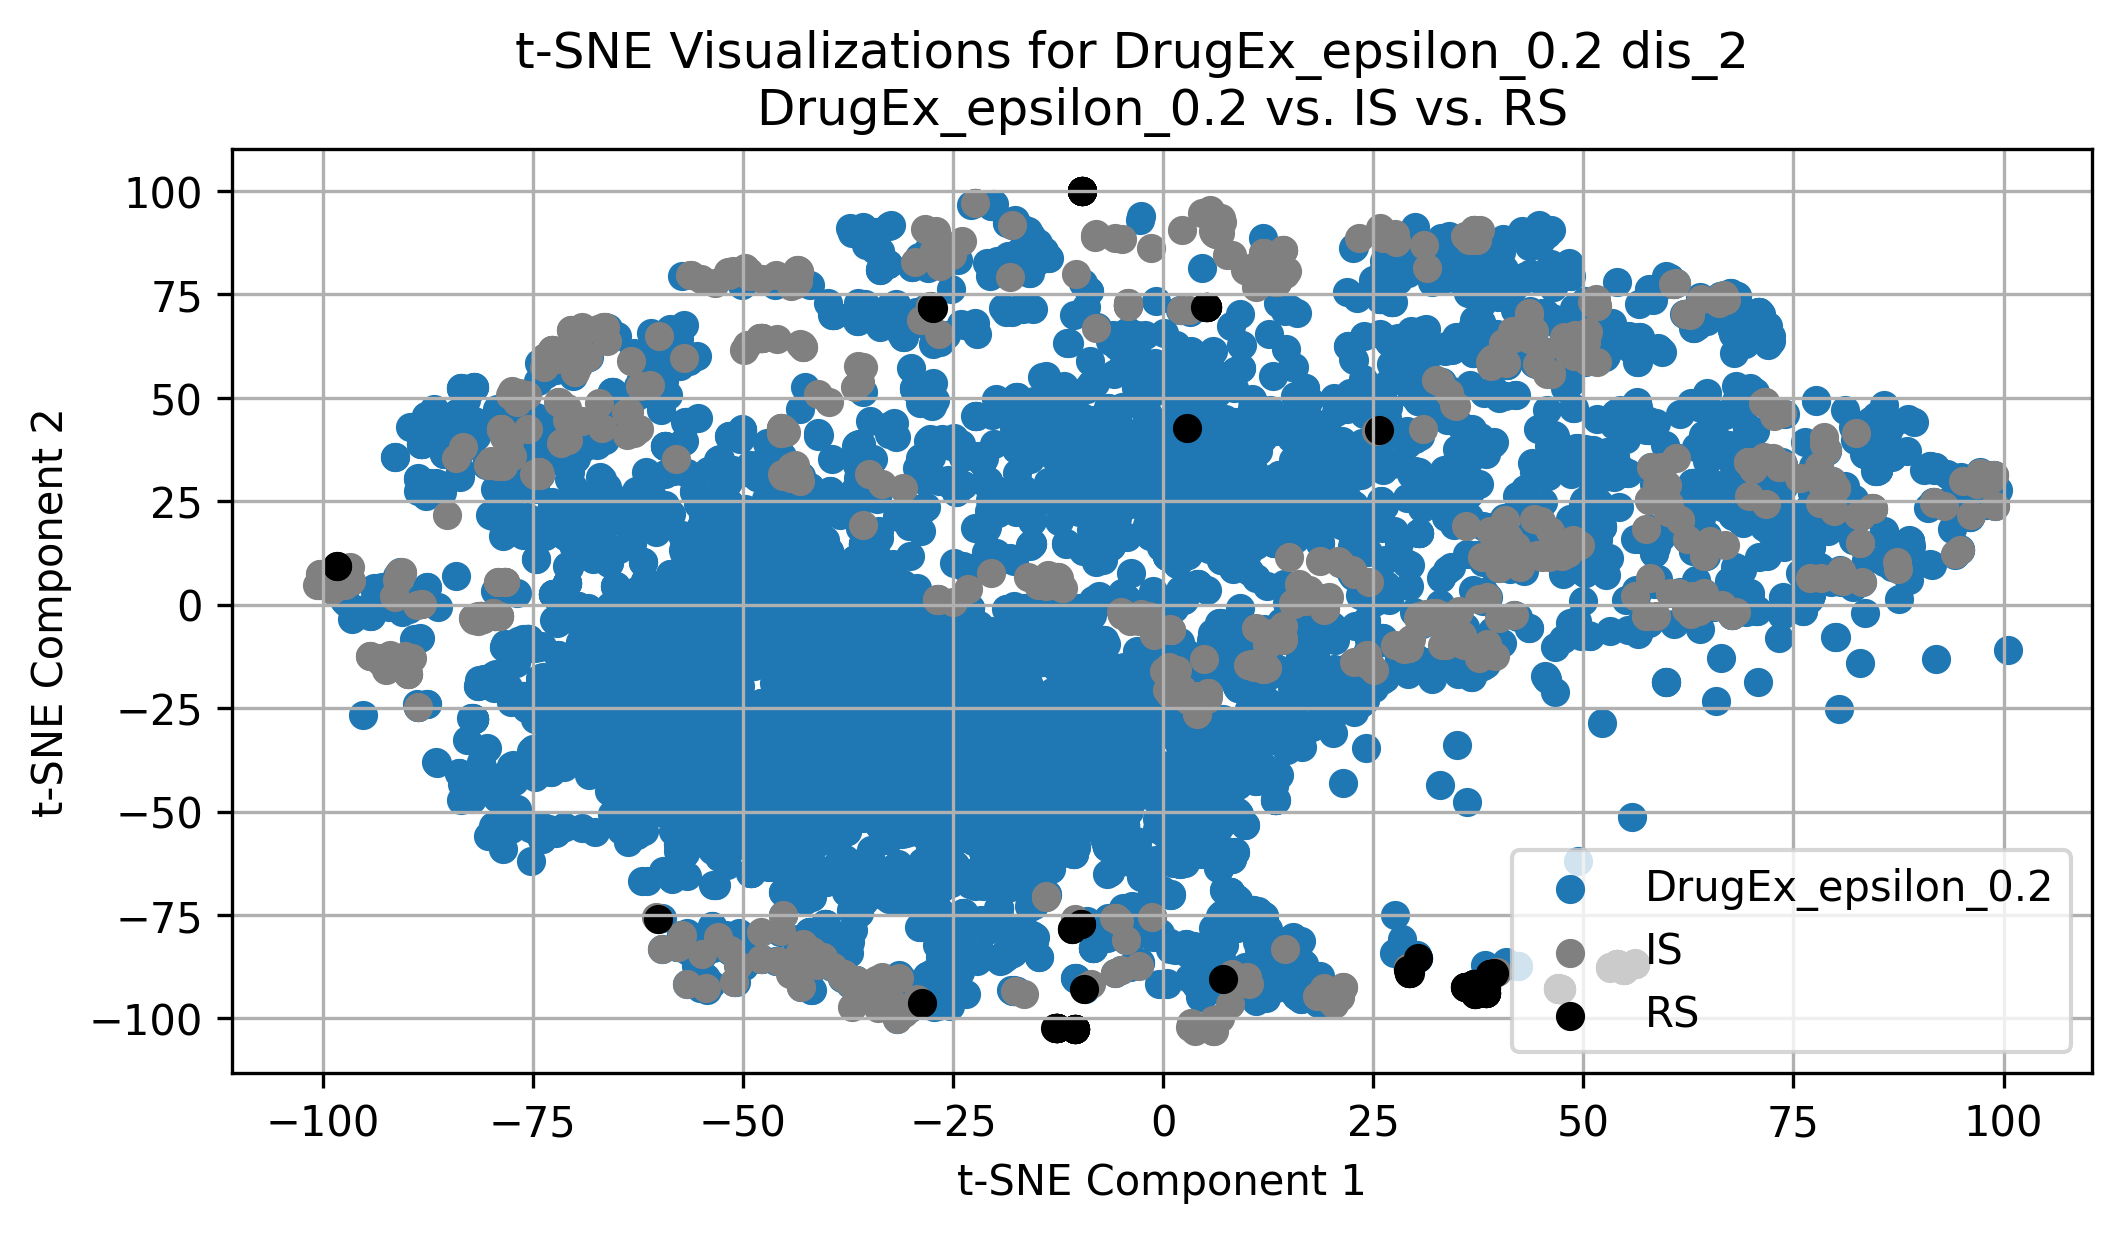 t-SNE Visualizations for DrugEx_epsilon_0.2 dis_2
DrugEx_epsilon_0.2 vs. IS vs. RS
t-SNE Component 2
100
75
50
25
0
−25
−50
−75
−100
DrugEx_epsilon_0.2
IS
RS
−100
−75
−50
−25
0
25
50
75
100
t-SNE Component 1